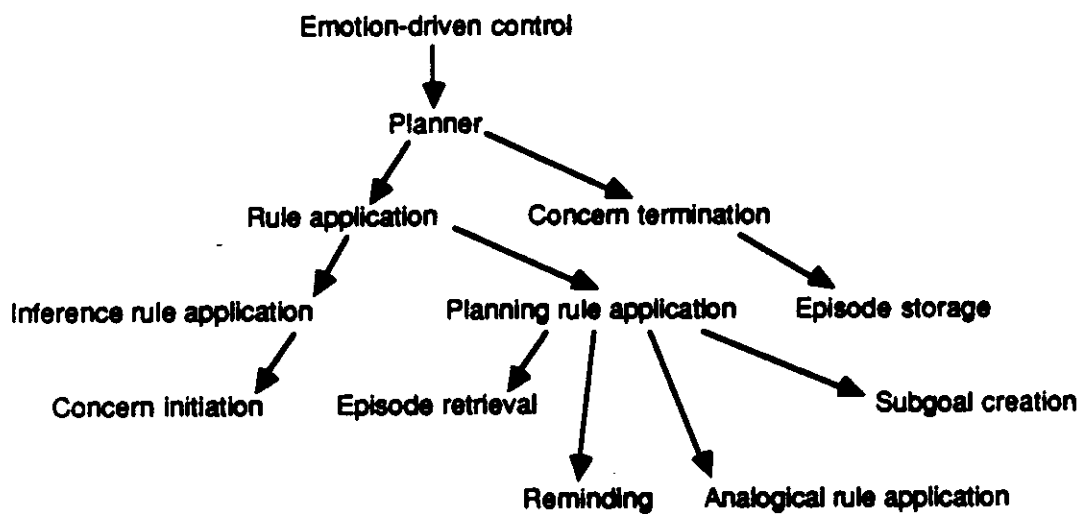 Emotion-driven control
Planner
Rule application
Concern termination
Inference rule application
Planning rule application
Episode storage
Concern initiation
Episode retrieval
Subgoal creation
Reminding
Analogical rule application